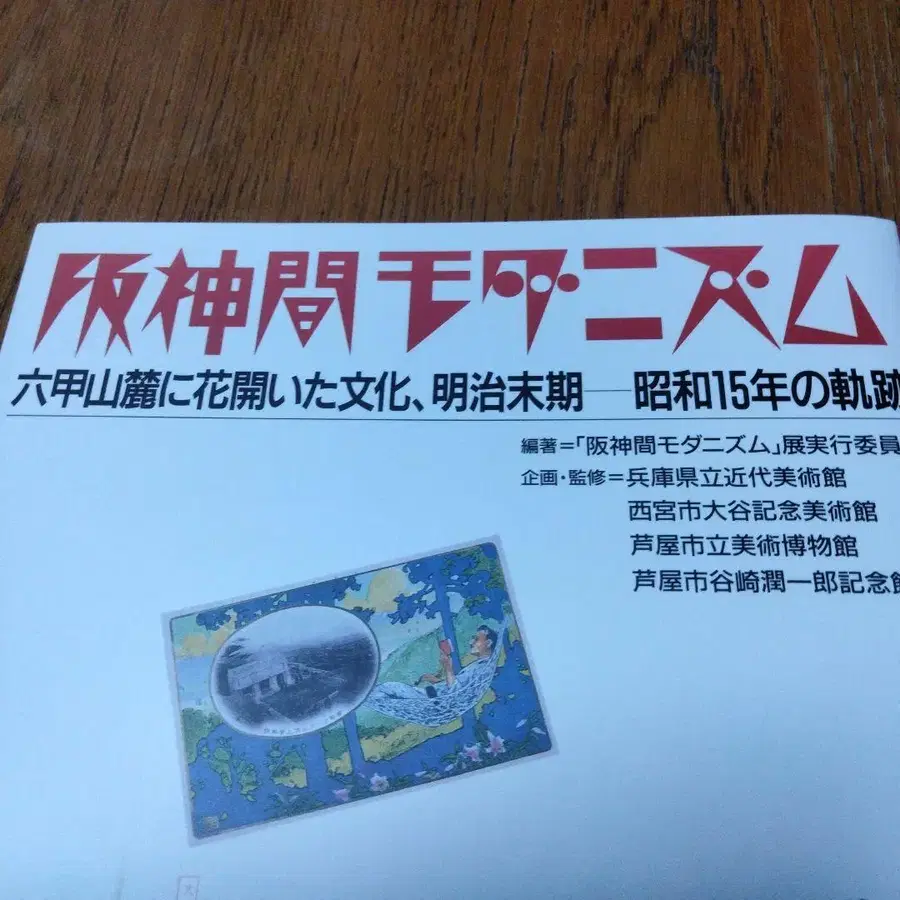 阪神間モダニズム
六甲山麓に花開いた文化、明治末期―昭和15年の軌跡
編著＝「阪神間モダニズム」展実行委員
企画・監修＝兵庫県立近代美術館
西宮市大谷記念美術館
芦屋市立美術博物館
芦屋市谷崎潤一郎記念館